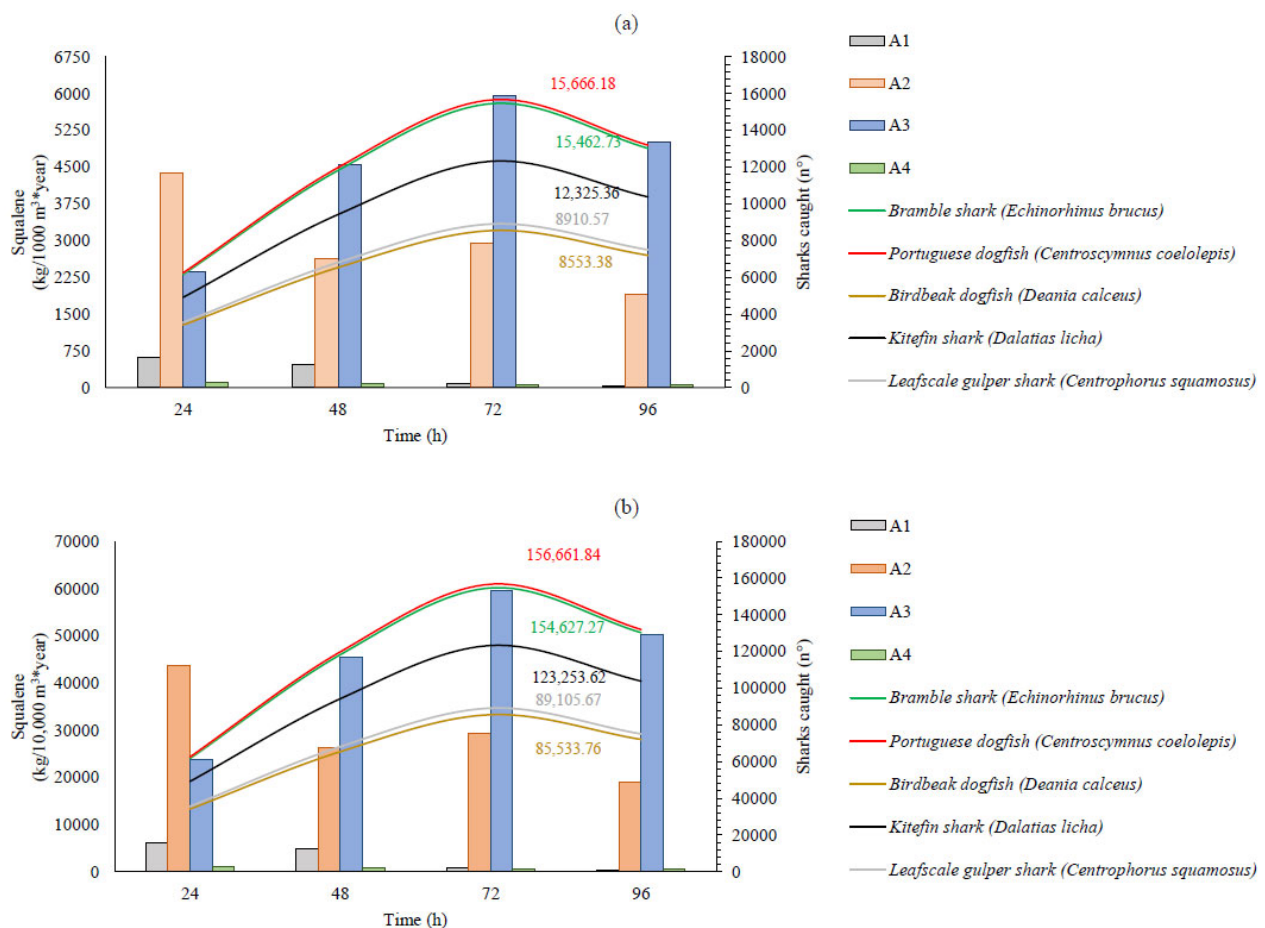 (a)
Squalene
(kg/1000 m³*year)
6750
6000
5250
4500
3750
3000
2250
1500
750
0
24
48
72
96
Time (h)
15,666.18
15,462.73
12,325.36
8910.57
8553.38
18000
16000
14000
12000
10000
8000
6000
4000
2000
0
Sharks caught (n°)
A1
A2
A3
A4
Bramble shark (Echinorhinus brucus)
Portuguese dogfish (Centroscymnus coelolepis)
Birdbeak dogfish (Deania calceus)
Kitefin shark (Dalatias licha)
Leafscale gulper shark (Centrophorus squamosus)
(b)
Squalene
(kg/10,000 m³*year)
70000
60000
50000
40000
30000
20000
10000
0
24
48
72
96
Time (h)
156,661.84
154,627.27
123,253.62
89,105.67
85,533.76
180000
160000
140000
120000
100000
80000
60000
40000
20000
0
Sharks caught (n°)
A1
A2
A3
A4
Bramble shark (Echinorhinus brucus)
Portuguese dogfish (Centroscymnus coelolepis)
Birdbeak dogfish (Deania calceus)
Kitefin shark (Dalatias licha)
Leafscale gulper shark (Centrophorus squamosus)